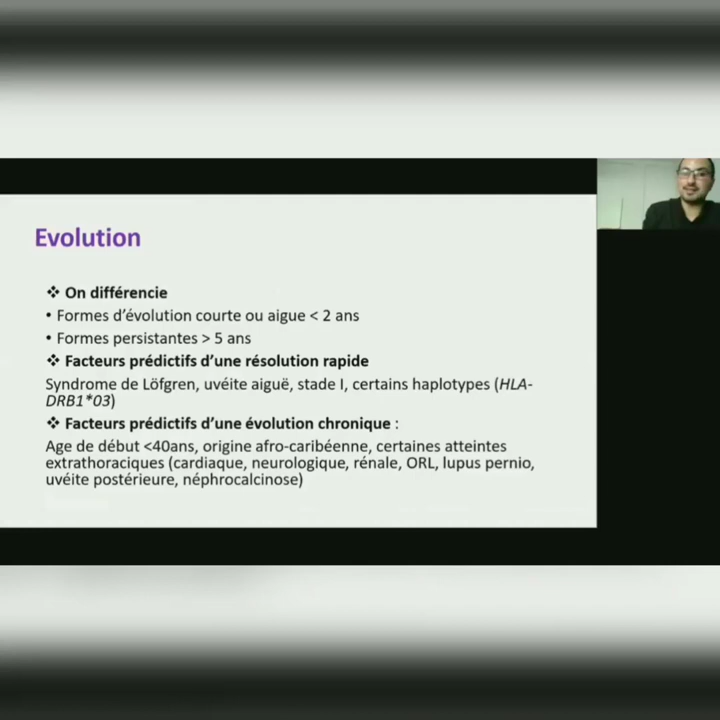 Evolution
❖ On différencie
• Formes d'évolution courte ou aigue < 2 ans
• Formes persistantes > 5 ans
❖ Facteurs prédictifs d'une résolution rapide
Syndrome de Löfgren, uvéite aiguë, stade I, certains haplotypes (HLA-
DRB1*03)
❖ Facteurs prédictifs d'une évolution chronique :
Age de début <40ans, origine afro-caribéenne, certaines atteintes
extrathoraciques (cardiaque, neurologique, rénale, ORL, lupus pernio,
uvéite postérieure, néphrocalcinose)